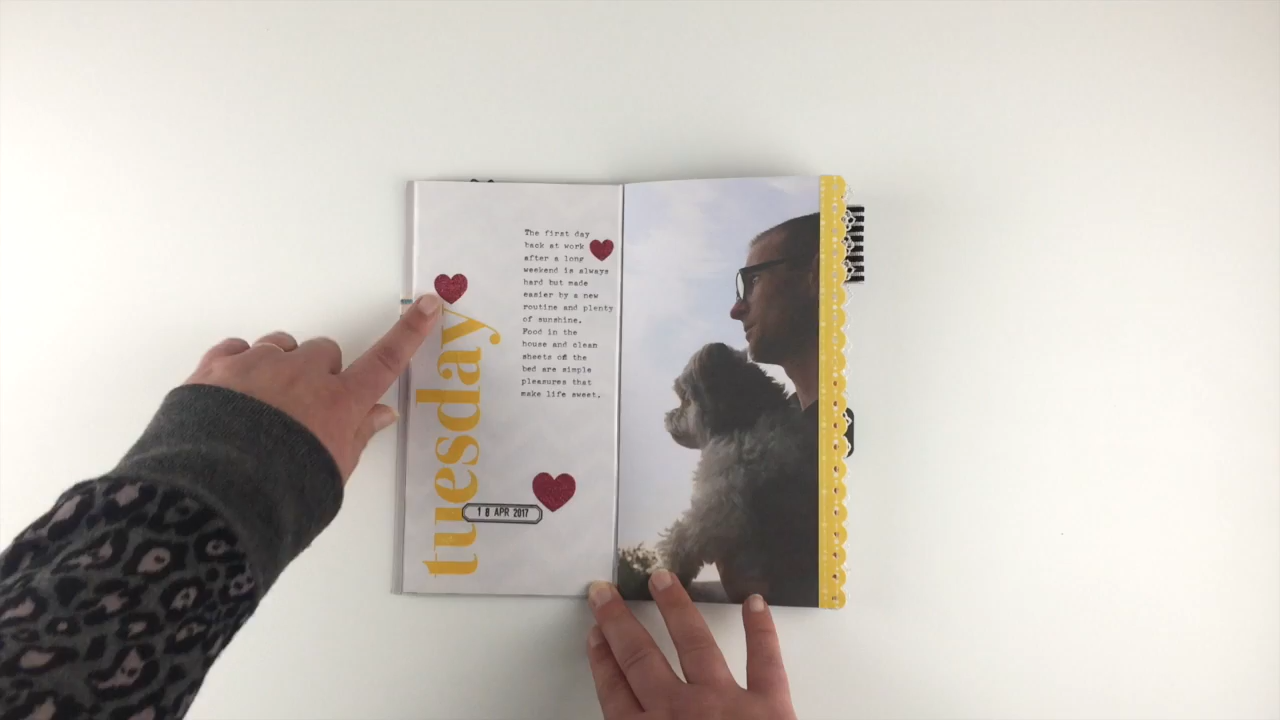 tuesday
The first day
back at work
after a long
weekend is always
hard but made
easier by a new
routine and plenty
of sunshine.
Food in the
house and clean
sheets of the
bed are simple
pleasures that
make life sweet.
18 APR 2017